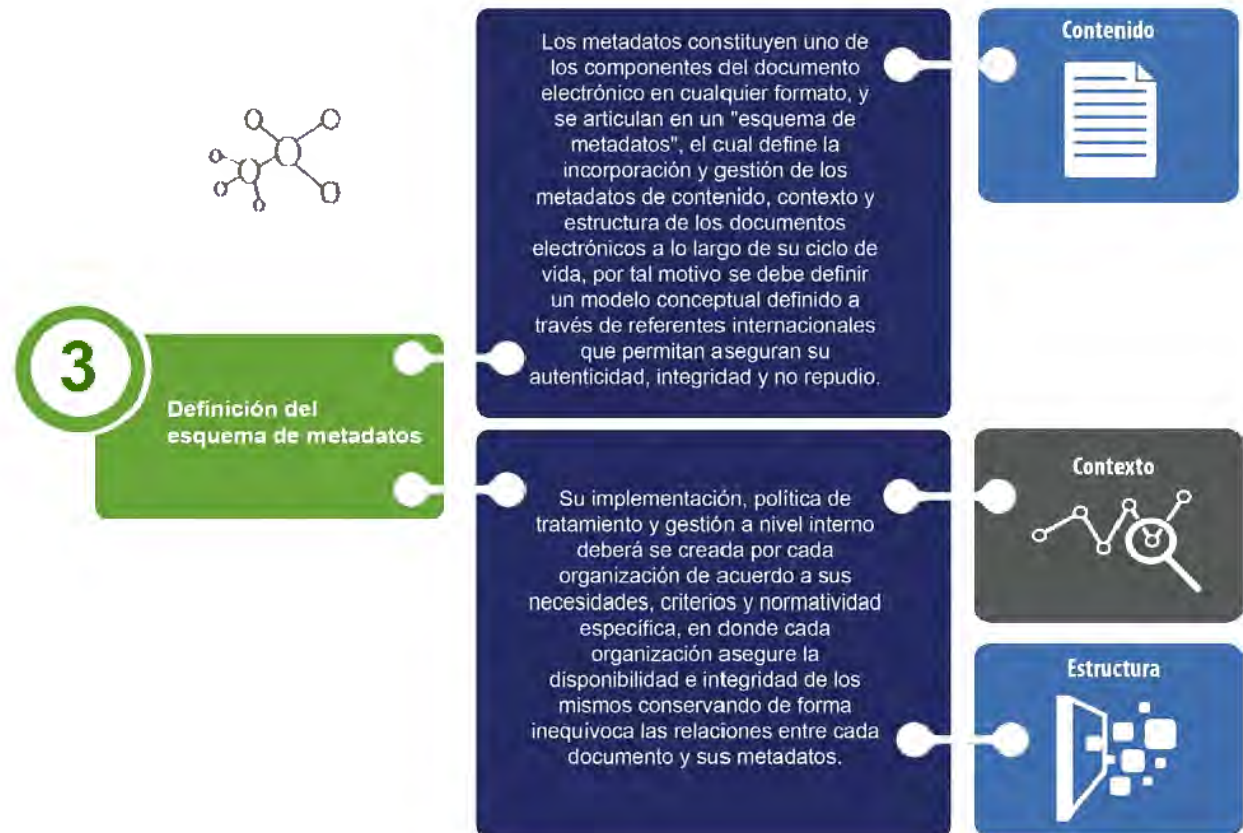 3
Definición del
esquema de metadatos
Los metadatos constituyen uno de
los componentes del documento
electrónico en cualquier formato, y
se articulan en un "esquema de
metadatos", el cual define la
incorporación y gestión de los
metadatos de contenido, contexto y
estructura de los documentos
electrónicos a lo largo de su ciclo de
vida, por tal motivo se debe definir
un modelo conceptual definido a
través de referentes internacionales
que permitan aseguran su
autenticidad, integridad y no repudio.
Su implementación, política de
tratamiento y gestión a nivel interno
deberá se creada por cada
organización de acuerdo a sus
necesidades, criterios y normatividad
específica, en donde cada
organización asegure la
disponibilidad e integridad de los
mismos conservando de forma
inequivoca las relaciones entre cada
documento y sus metadatos.
Contenido
Contexto
Estructura